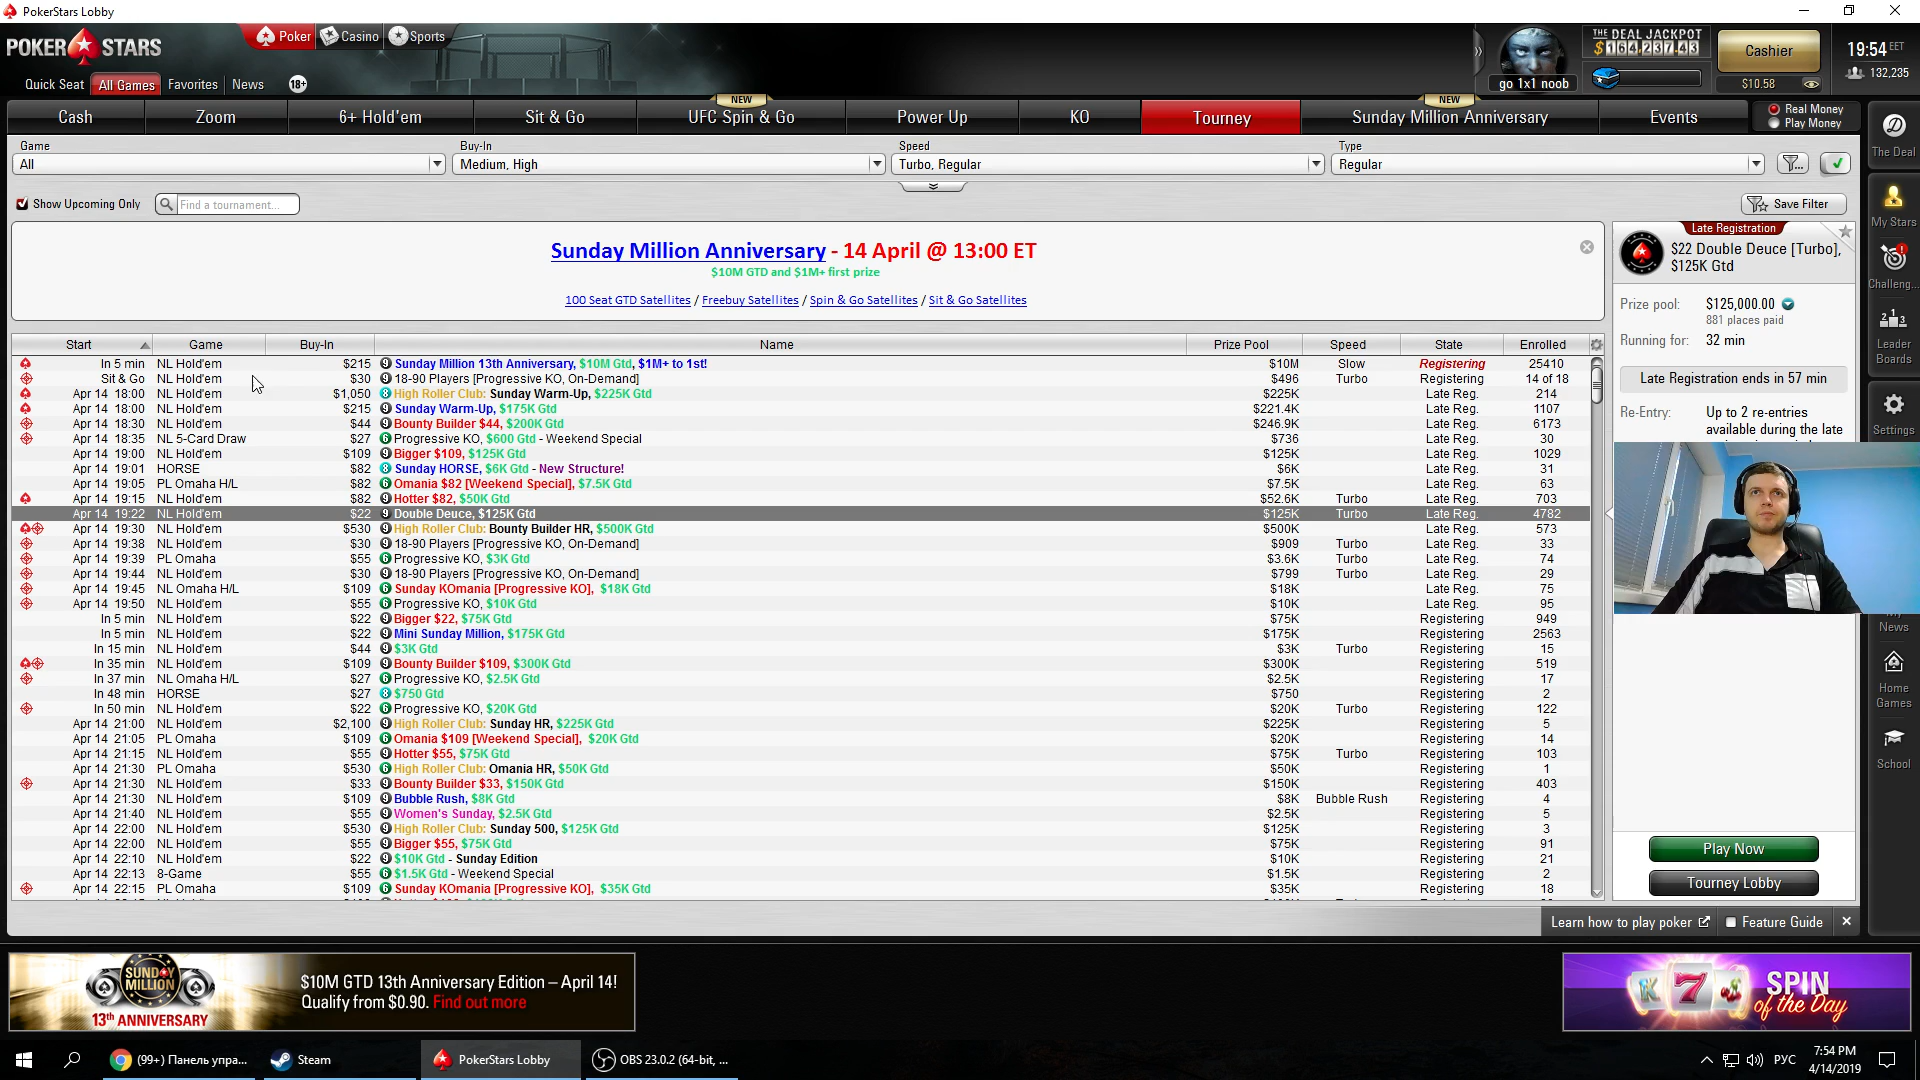 PokerStars Lobby
POKER STARS
Poker
Casino
Sports
Quick Seat
All Games
Favorites
News
18+
go 1x1 noob
THE DEAL JACKPOT
$164,237.43
Cashier
$10.58
19:54 EET
132,235
Cash
Zoom
6+ Hold'em
Sit & Go
NEW
UFC Spin & Go
Power Up
KO
Tourney
NEW
Sunday Million Anniversary
Events
Real Money
Play Money
Game
All
Buy-In
Medium, High
Speed
Turbo, Regular
Type
Regular
Show Upcoming Only
Find a tournament...
Save Filter
Sunday Million Anniversary - 14 April @ 13:00 ET
$10M GTD and $1M+ first prize
100 Seat GTD Satellites / Freebuy Satellites / Spin & Go Satellites / Sit & Go Satellites
Start Game Buy-In Name Prize Pool Speed State Enrolled
In 5 min NL Hold'em $215 9 Sunday Million 13th Anniversary, $10M Gtd, $1M+ to 1st! $10M Slow Registering 25410
Sit & Go NL Hold'em $30 9 18-90 Players [Progressive KO, On-Demand] $496 Turbo Registering 14 of 18
Apr 14 18:00 NL Hold'em $1,050 8 High Roller Club: Sunday Warm-Up, $225K Gtd $225K Late Reg. 214
Apr 14 18:00 NL Hold'em $215 9 Sunday Warm-Up, $175K Gtd $221.4K Late Reg. 1107
Apr 14 18:30 NL Hold'em $44 9 Bounty Builder $44, $200K Gtd $246.9K Late Reg. 6173
Apr 14 18:35 NL 5-Card Draw $27 6 Progressive KO, $600 Gtd - Weekend Special $736 Late Reg. 30
Apr 14 19:00 NL Hold'em $109 9 Bigger $109, $125K Gtd $125K Late Reg. 1029
Apr 14 19:01 HORSE $82 8 Sunday HORSE, $6K Gtd - New Structure! $6K Late Reg. 31
Apr 14 19:05 PL Omaha H/L $82 6 Omania $82 [Weekend Special], $7.5K Gtd $7.5K Late Reg. 63
Apr 14 19:15 NL Hold'em $82 9 Hotter $82, $50K Gtd $52.6K Turbo Late Reg. 703
Apr 14 19:22 NL Hold'em $22 9 Double Deuce, $125K Gtd $125K Turbo Late Reg. 4782
Apr 14 19:30 NL Hold'em $530 9 High Roller Club: Bounty Builder HR, $500K Gtd $500K Late Reg. 573
Apr 14 19:38 NL Hold'em $30 9 18-90 Players [Progressive KO, On-Demand] $909 Turbo Late Reg. 33
Apr 14 19:39 PL Omaha $55 6 Progressive KO, $3K Gtd $3.6K Turbo Late Reg. 74
Apr 14 19:44 NL Hold'em $30 9 18-90 Players [Progressive KO, On-Demand] $799 Turbo Late Reg. 29
Apr 14 19:45 NL Omaha H/L $109 6 Sunday KOmania [Progressive KO], $18K Gtd $18K Late Reg. 75
Apr 14 19:50 NL Hold'em $55 6 Progressive KO, $10K Gtd $10K Late Reg. 95
In 5 min NL Hold'em $22 9 Bigger $22, $75K Gtd $75K Registering 949
In 5 min NL Hold'em $22 9 Mini Sunday Million, $175K Gtd $175K Registering 2563
In 15 min NL Hold'em $44 9 $3K Gtd $3K Turbo Registering 15
In 35 min NL Hold'em $109 9 Bounty Builder $109, $300K Gtd $300K Registering 519
In 37 min NL Omaha H/L $27 6 Progressive KO, $2.5K Gtd $2.5K Registering 17
In 48 min HORSE $27 8 $750 Gtd $750 Registering 2
In 50 min NL Hold'em $22 6 Progressive KO, $20K Gtd $20K Turbo Registering 122
Apr 14 21:00 NL Hold'em $2,100 9 High Roller Club: Sunday HR, $225K Gtd $225K Registering 5
Apr 14 21:05 PL Omaha $109 6 Omania $109 [Weekend Special], $20K Gtd $20K Registering 14
Apr 14 21:15 NL Hold'em $55 9 Hotter $55, $75K Gtd $75K Turbo Registering 103
Apr 14 21:30 PL Omaha $530 6 High Roller Club: Omania HR, $50K Gtd $50K Registering 1
Apr 14 21:30 NL Hold'em $33 9 Bounty Builder $33, $150K Gtd $150K Registering 403
Apr 14 21:30 NL Hold'em $109 9 Bubble Rush, $8K Gtd $8K Bubble Rush Registering 4
Apr 14 21:40 NL Hold'em $55 9 Women's Sunday, $2.5K Gtd $2.5K Registering 5
Apr 14 22:00 NL Hold'em $530 9 High Roller Club: Sunday 500, $125K Gtd $125K Registering 3
Apr 14 22:00 NL Hold'em $55 9 Bigger $55, $75K Gtd $75K Registering 91
Apr 14 22:10 NL Hold'em $22 9 $10K Gtd - Sunday Edition $10K Registering 21
Apr 14 22:13 8-Game $55 6 $1.5K Gtd - Weekend Special $1.5K Registering 2
Apr 14 22:15 PL Omaha $109 6 Sunday KOmania [Progressive KO], $35K Gtd $35K Registering 18
Late Registration
$22 Double Deuce [Turbo],
$125K Gtd
Prize pool: $125,000.00
881 places paid
Running for: 32 min
Late Registration ends in 57 min
Re-Entry: Up to 2 re-entries
available during the late
Play Now
Tourney Lobby
The Deal
My Stars
Challeng...
Leader
Boards
Settings
News
Home
Games
School
Learn how to play poker
Feature Guide
SUNDAY
MILLION
13TH ANNIVERSARY
$10M GTD 13th Anniversary Edition – April 14!
Qualify from $0.90. Find out more
K 7
SPIN
of the Day
(99+) Панель упра...
Steam
PokerStars Lobby
OBS 23.0.2 (64-bit, ...
РУС
7:54 PM
4/14/2019